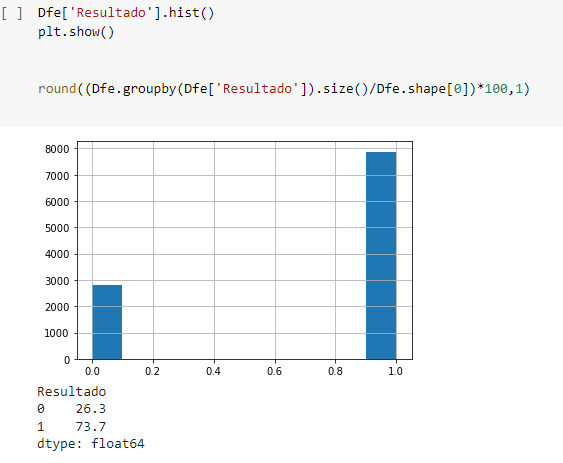 [ ] Dfe['Resultado'].hist()
plt.show()
round((Dfe.groupby(Dfe['Resultado']).size()/Dfe.shape[0])*100,1)
8000
7000
6000
5000
4000
3000
2000
1000
0
0.0 0.2 0.4 0.6 0.8 1.0
Resultado
0 26.3
1 73.7
dtype: float64